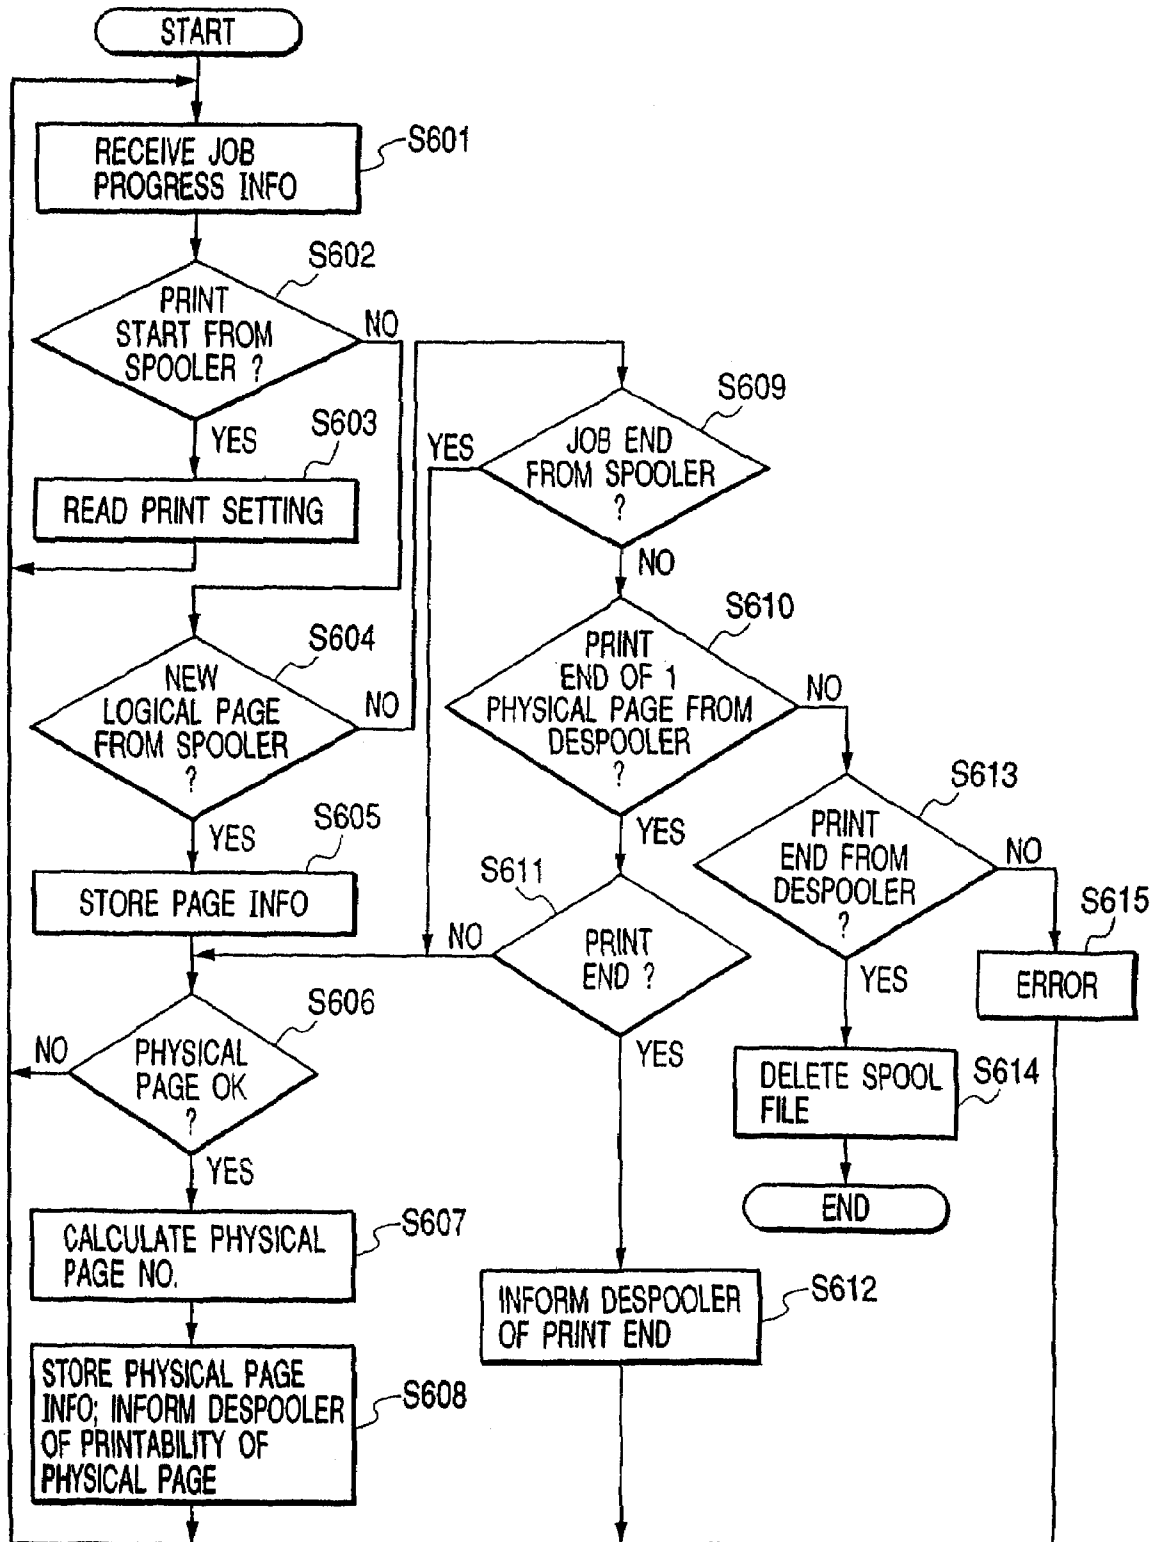 START
RECEIVE JOB
PROGRESS INFO
S601
S602
PRINT
START FROM
SPOOLER ?
NO
YES
S603
READ PRINT SETTING
S604
NEW
LOGICAL PAGE
FROM SPOOLER
?
NO
YES
S605
STORE PAGE INFO
S606
PHYSICAL
PAGE OK
?
NO
YES
CALCULATE PHYSICAL
PAGE NO.
S607
STORE PHYSICAL PAGE
INFO; INFORM DESPOOLER
OF PRINTABILITY OF
PHYSICAL PAGE
S608
S609
JOB END
FROM SPOOLER
?
YES
NO
S610
PRINT
END OF 1
PHYSICAL PAGE FROM
DESPOOLER
?
NO
YES
S611
PRINT
END ?
NO
YES
INFORM DESPOOLER
OF PRINT END
S612
S613
PRINT
END FROM
DESPOOLER
?
NO
YES
DELETE SPOOL
FILE
S614
END
S615
ERROR